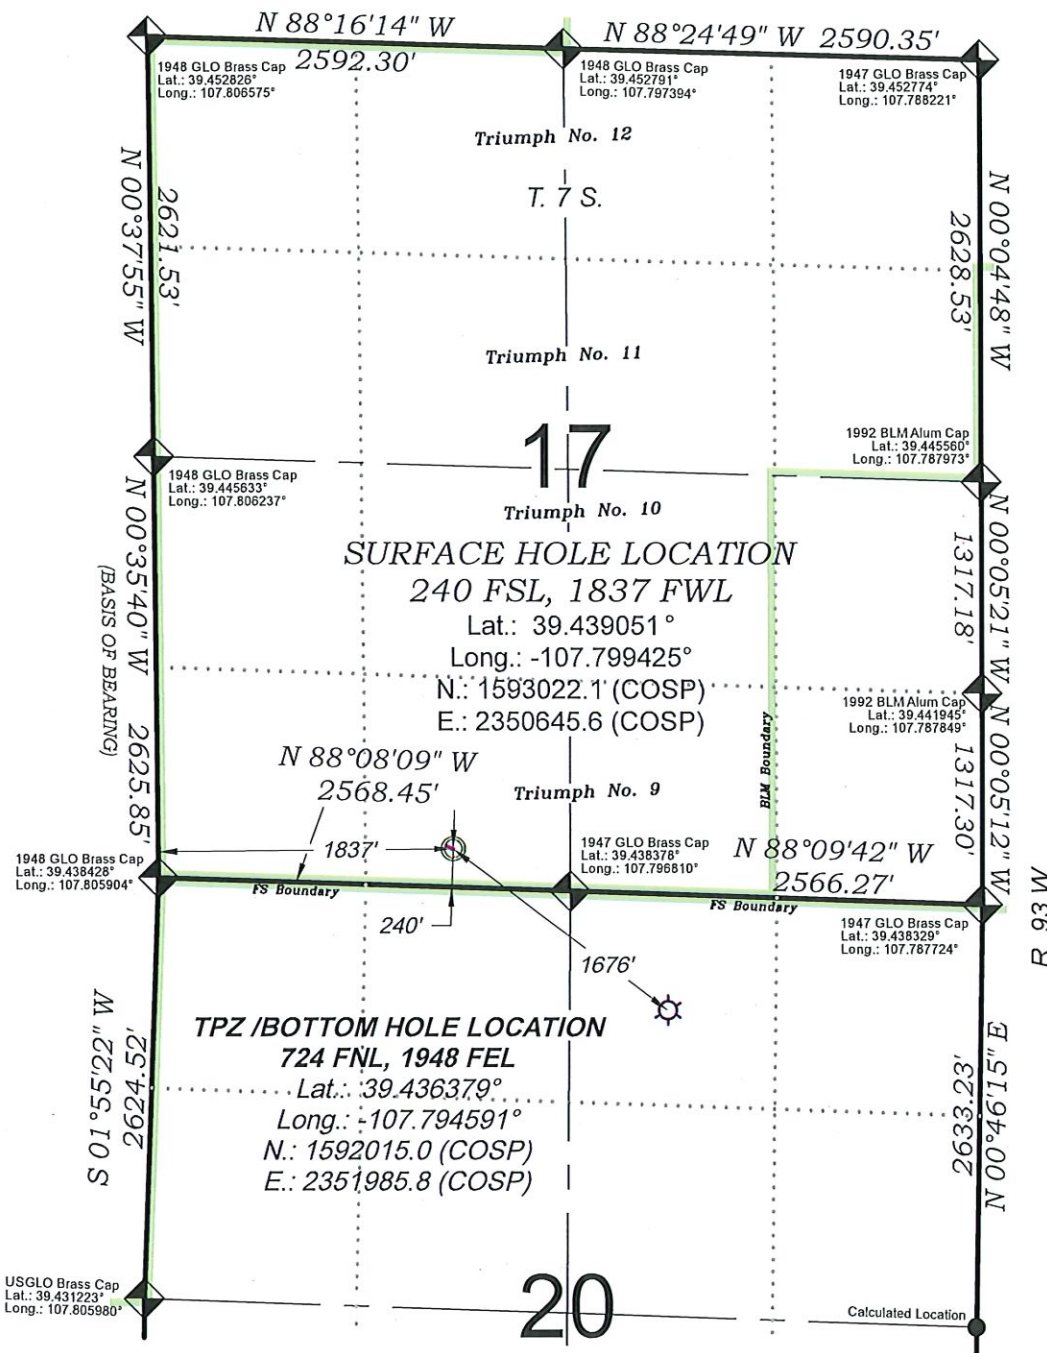 N 88°16'14" W
2592.30'
N 88°24'49" W 2590.35'
1948 GLO Brass Cap
Lat.: 39.452826°
Long.: 107.806575°
1948 GLO Brass Cap
Lat.: 39.452791°
Long.: 107.797394°
1947 GLO Brass Cap
Lat.: 39.452774°
Long.: 107.788221°
Triumph No. 12
T. 7 S.
N 00°37'55" W
2621.53'
N 00°04'48" W
2628.53'
Triumph No. 11
17
1992 BLM Alum Cap
Lat.: 39.445560°
Long.: 107.787973°
1948 GLO Brass Cap
Lat.: 39.445633°
Long.: 107.806237°
Triumph No. 10
SURFACE HOLE LOCATION
240 FSL, 1837 FWL
Lat.: 39.439051°
Long.: -107.799425°
N.: 1593022.1 (COSP)
E.: 2350645.6 (COSP)
N 00°35'40" W 2625.85'
(BASIS OF BEARING)
N 00°05'21" W
1317.18'
1992 BLM Alum Cap
Lat.: 39.441945°
Long.: 107.787849°
N 00°05'12" W
1317.30'
BLM Boundary
N 88°08'09" W
2568.45'
Triumph No. 9
1837'
1948 GLO Brass Cap
Lat.: 39.438428°
Long.: 107.805904°
1947 GLO Brass Cap
Lat.: 39.438378°
Long.: 107.796810°
N 88°09'42" W
2566.27'
FS Boundary
FS Boundary
240'
1947 GLO Brass Cap
Lat.: 39.438329°
Long.: 107.787724°
R. 93 W.
1676'
TPZ /BOTTOM HOLE LOCATION
724 FNL, 1948 FEL
Lat.: 39.436379°
Long.: -107.794591°
N.: 1592015.0 (COSP)
E.: 2351985.8 (COSP)
S 01°55'22" W
2624.52'
N 00°46'15" E
2633.23'
USGLO Brass Cap
Lat.: 39.431223°
Long.: 107.805980°
20
Calculated Location